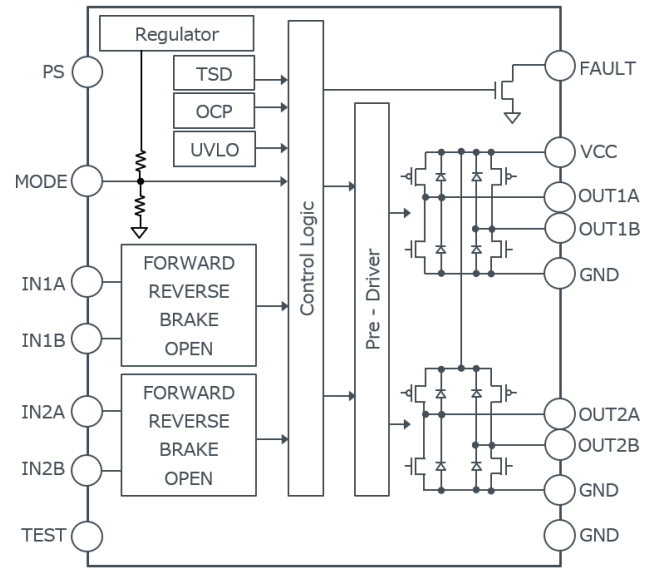 Regulator
PS
TSD
FAULT
OCP
UVLO
VCC
MODE
OUT1A
OUT1B
Control Logic
Pre - Driver
GND
IN1A
FORWARD
REVERSE
IN1B
BRAKE
OPEN
IN2A
FORWARD
REVERSE
OUT2A
BRAKE
OUT2B
IN2B
OPEN
GND
TEST
GND